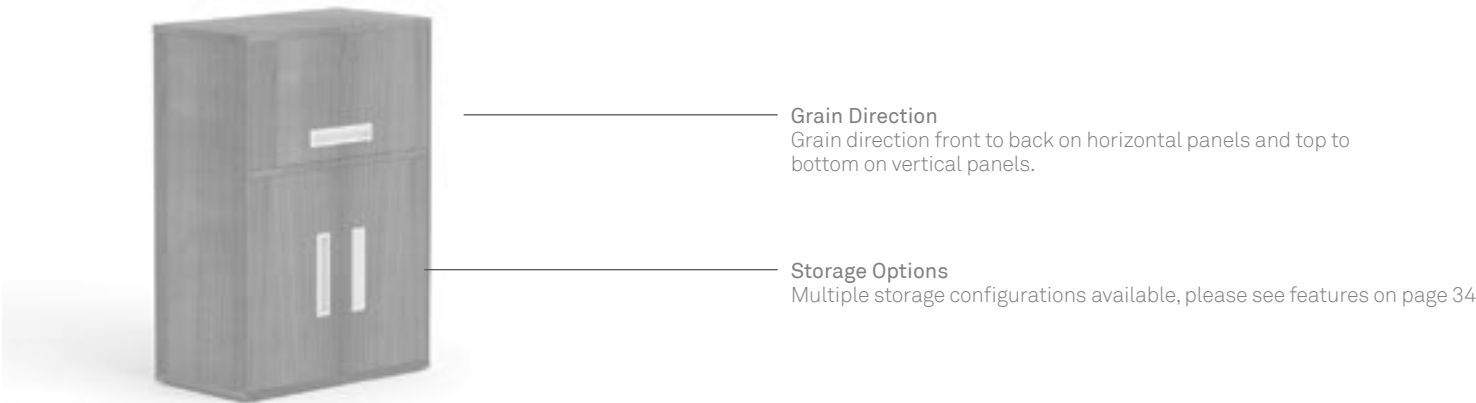 Grain Direction
Grain direction front to back on horizontal panels and top to
bottom on vertical panels.
Storage Options
Multiple storage configurations available, please see features on page 34